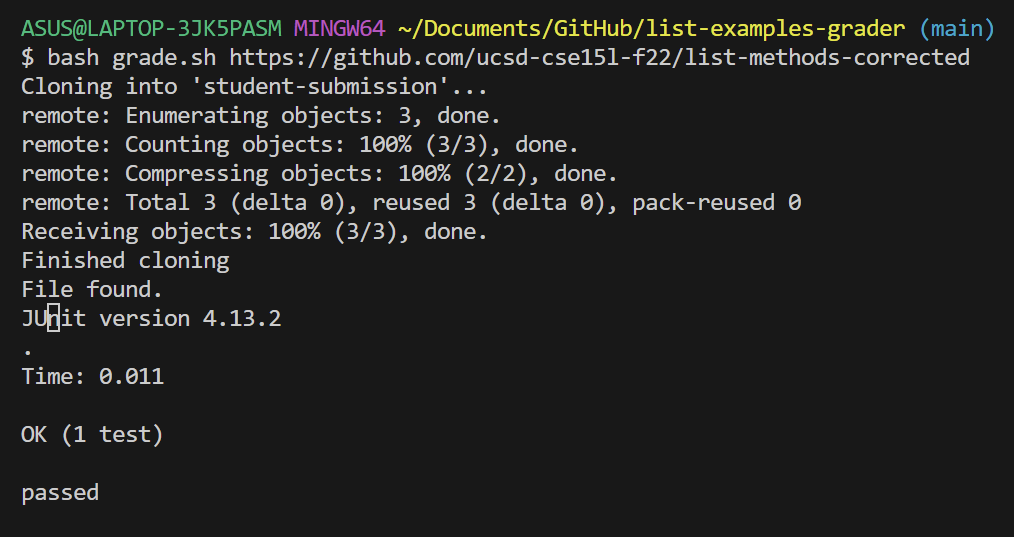 ASUS@LAPTOP-3JK5PASM MINGW64 ~/Documents/GitHub/list-examples-grader (main)
$ bash grade.sh https://github.com/ucsd-cse15l-f22/list-methods-corrected
Cloning into 'student-submission'...
remote: Enumerating objects: 3, done.
remote: Counting objects: 100% (3/3), done.
remote: Compressing objects: 100% (2/2), done.
remote: Total 3 (delta 0), reused 3 (delta 0), pack-reused 0
Receiving objects: 100% (3/3), done.
Finished cloning
File found.
JUnit version 4.13.2
.
Time: 0.011
OK (1 test)
passed